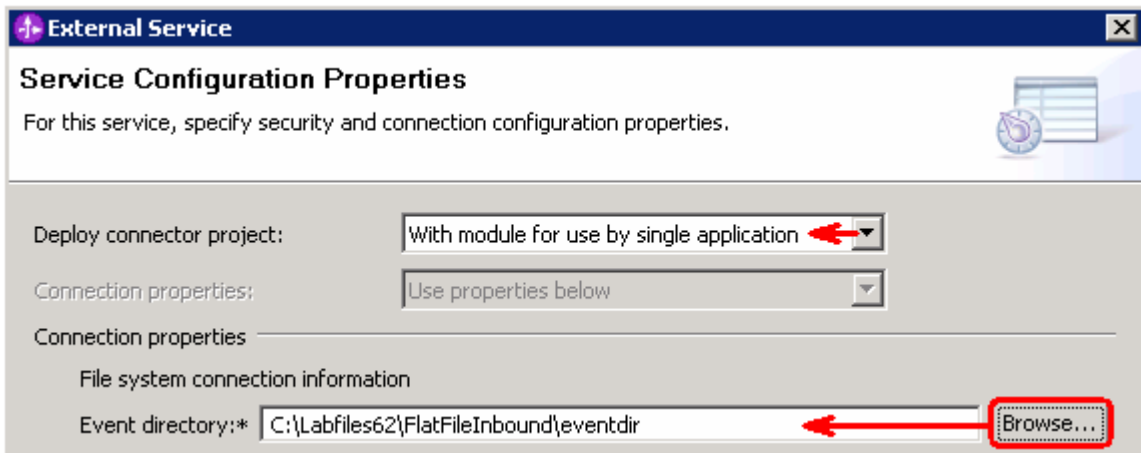 External Service
Service Configuration Properties
For this service, specify security and connection configuration properties.
Deploy connector project: With module for use by single application
Connection properties: Use properties below
Connection properties
File system connection information
Event directory:* C:\Labfiles62\FlatFileInbound\eventdir Browse...